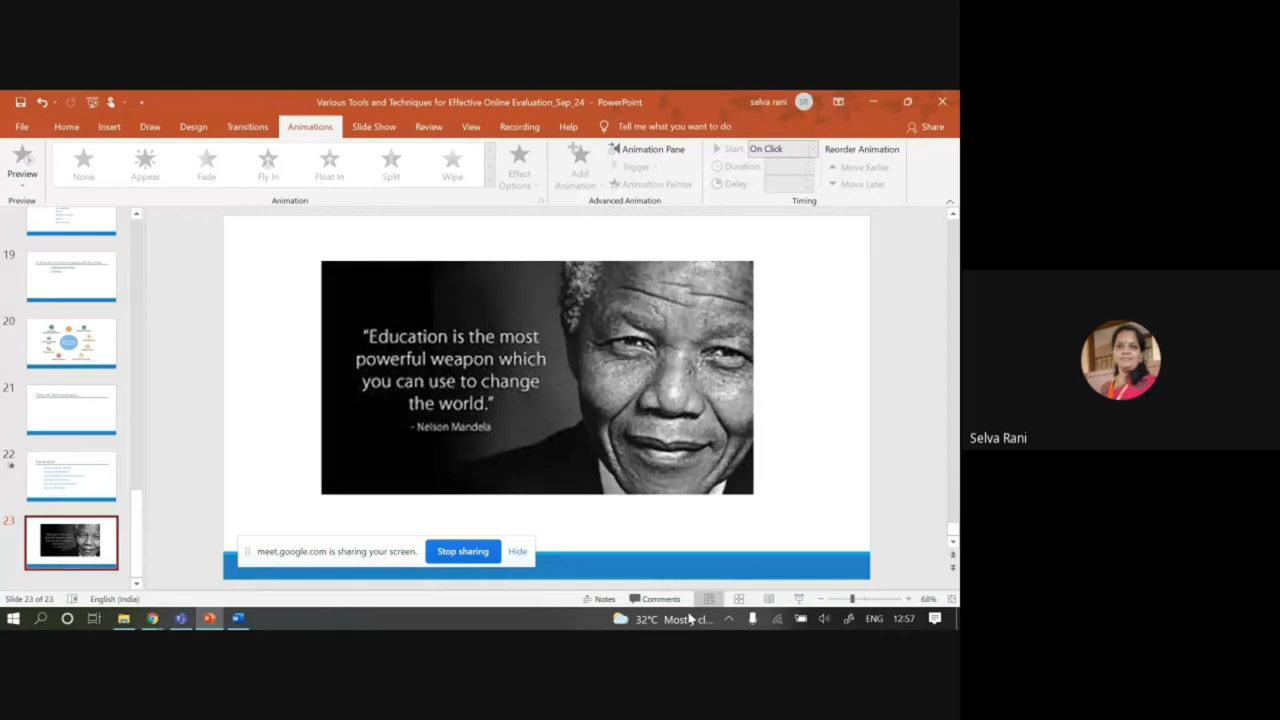 Various Tools and Techniques for Effective Online Evaluation_Sep_24 - PowerPoint
selva rani
SR
File
Home
Insert
Draw
Design
Transitions
Animations
Slide Show
Review
View
Recording
Help
Tell me what you want to do
Share
Preview
None
Appear
Fade
Fly In
Float In
Split
Wipe
Effect
Options
Add
Animation
Animation Pane
Trigger
Animation Painter
Start: On Click
Duration:
Delay:
Reorder Animation
Move Earlier
Move Later
Preview
Animation
Advanced Animation
Timing
19
20
21
22
23
"Education is the most
powerful weapon which
you can use to change
the world."
- Nelson Mandela
meet.google.com is sharing your screen.
Stop sharing
Hide
Selva Rani
Slide 23 of 23
English (India)
Notes
Comments
68%
32°C Most cl...
ENG
12:57